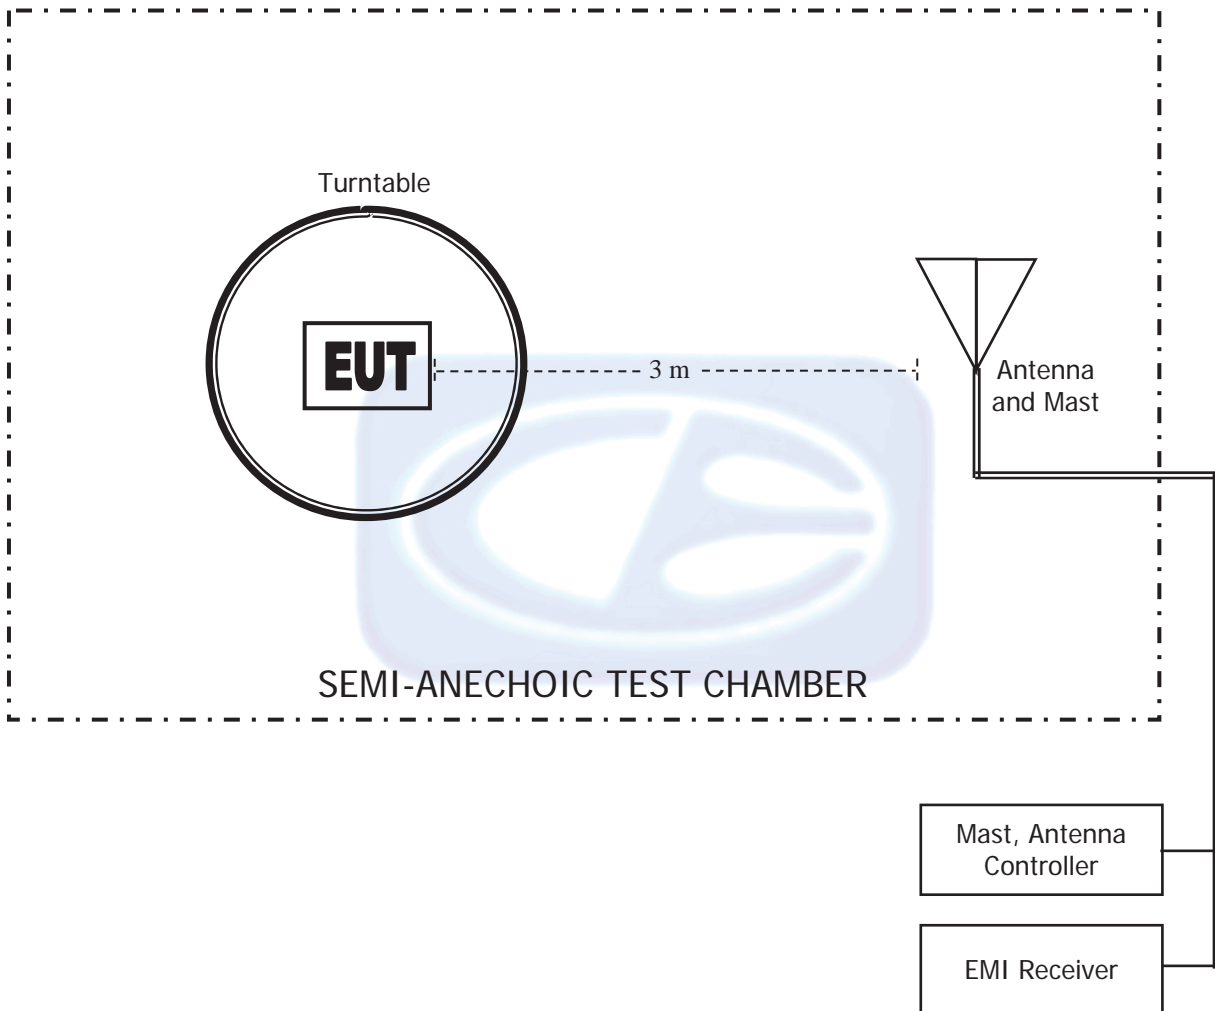 Turntable
EUT
3 m
Antenna
and Mast
SEMI-ANECHOIC TEST CHAMBER
Mast, Antenna
Controller
EMI Receiver